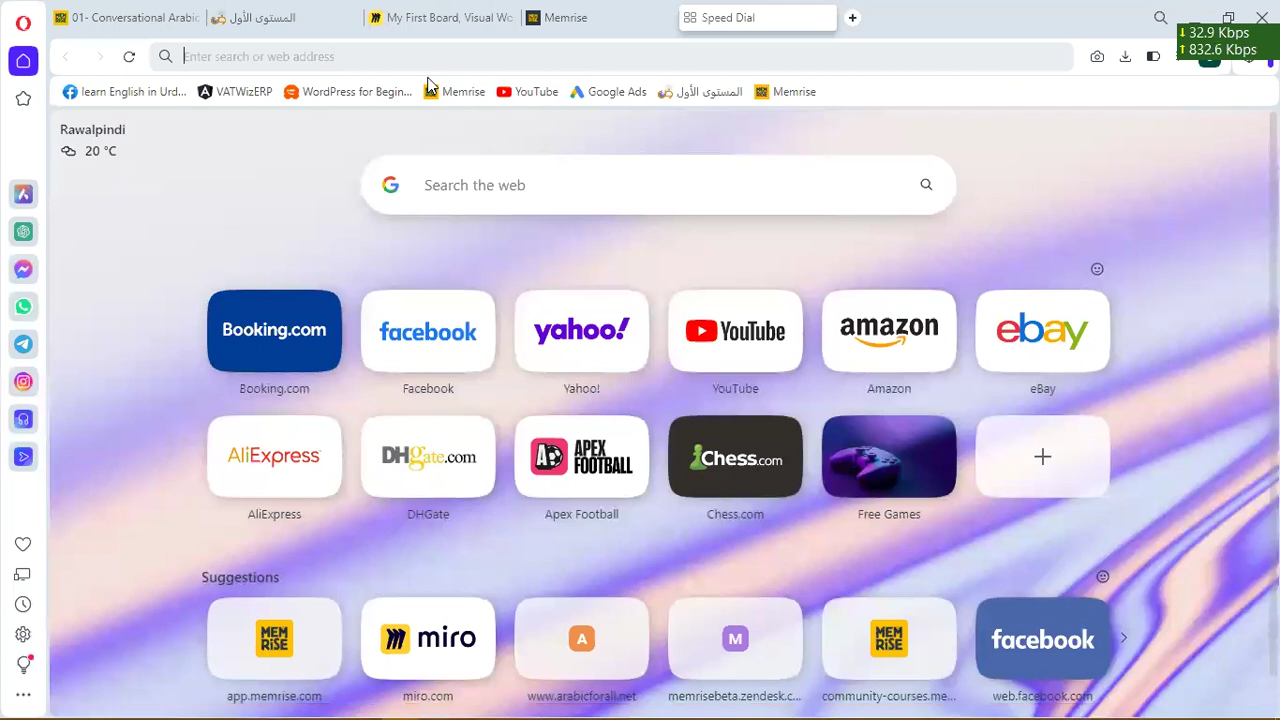 01- Conversational Arabic
المستوى الأول
My First Board, Visual Wo
Memrise
Speed Dial
32.9 Kbps
832.6 Kbps
Enter search or web address
learn English in Urd...
VATWizERP
WordPress for Begin...
Memrise
YouTube
Google Ads
المستوى الأول
Memrise
Rawalpindi
20 °C
Search the web
Booking.com
facebook
yahoo!
YouTube
amazon
ebay
Booking.com
Facebook
Yahoo!
YouTube
Amazon
eBay
AliExpress
DHgate.com
APEX
FOOTBALL
Chess.com
AliExpress
DHGate
Apex Football
Chess.com
Free Games
Suggestions
MEM
RISE
miro
A
M
MEM
RISE
facebook
app.memrise.com
miro.com
www.arabicforall.net
memrisebeta.zendesk.c...
community-courses.me...
web.facebook.com